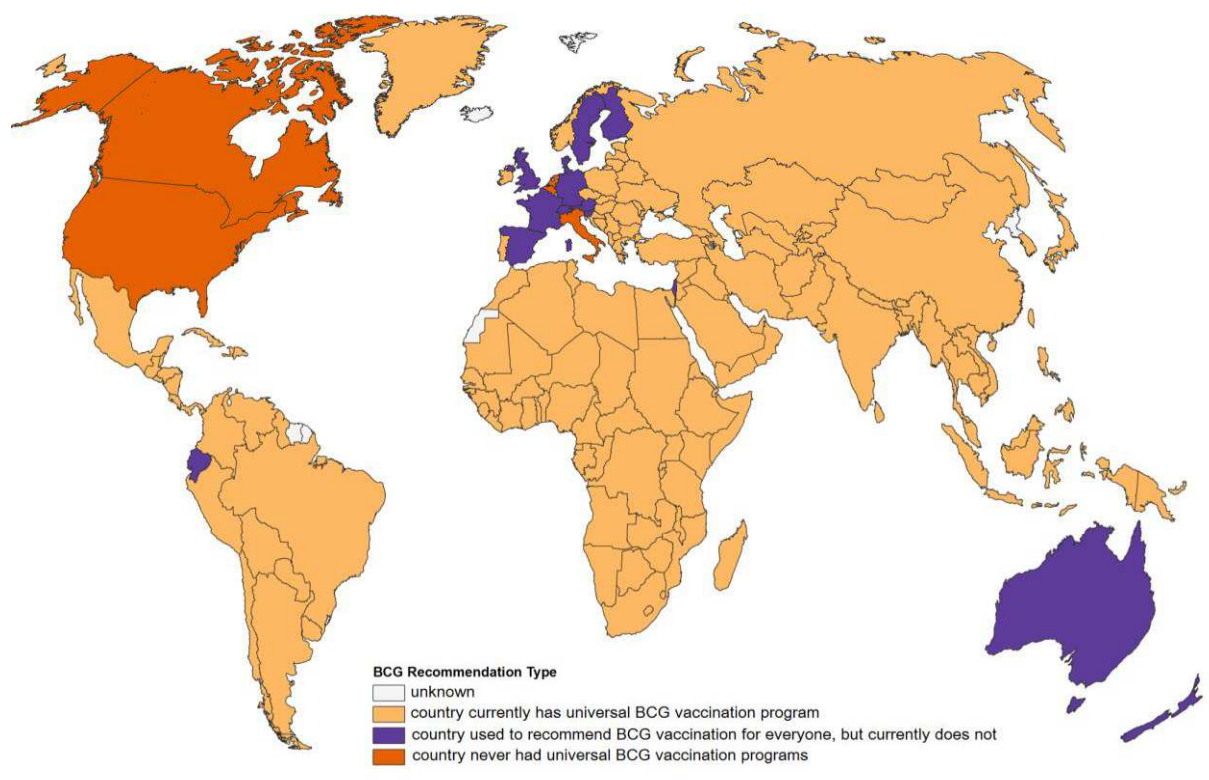 BCG Recommendation Type
unknown
country currently has universal BCG vaccination program
country used to recommend BCG vaccination for everyone, but currently does not
country never had universal BCG vaccination programs